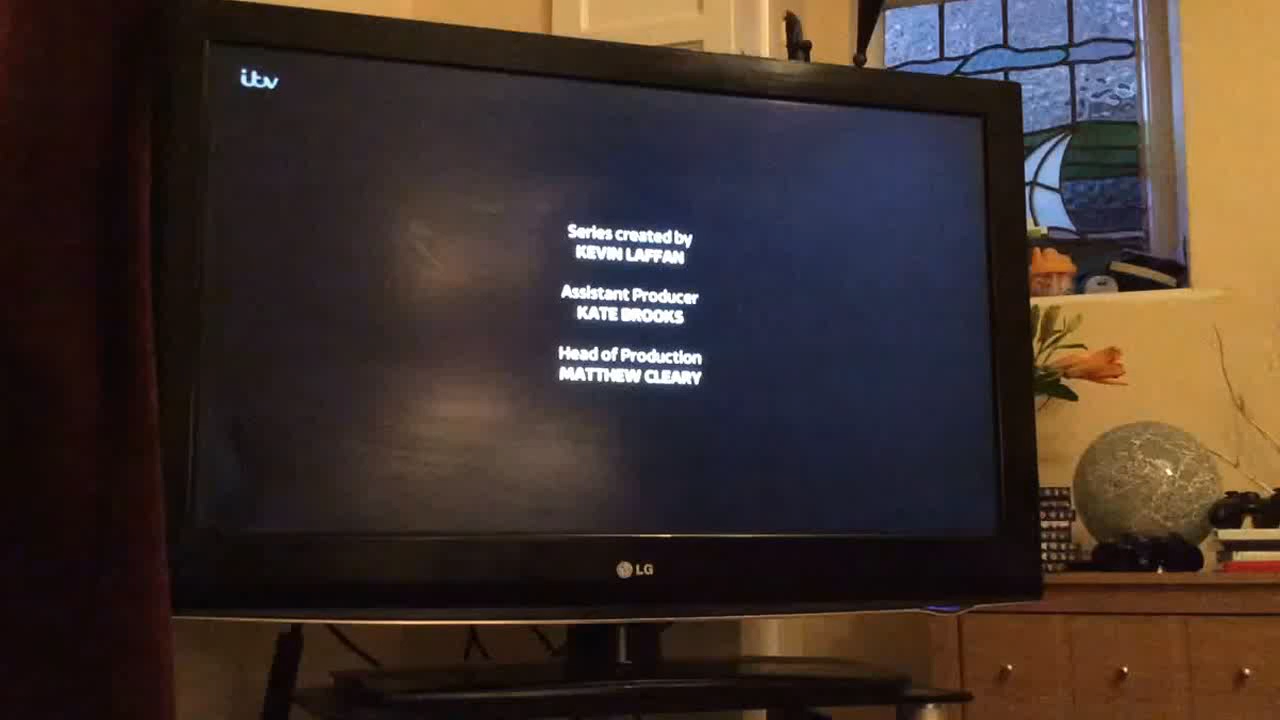 itv
Series created by
KEVIN LAFFAN
Assistant Producer
KATE BROOKS
Head of Production
MATTHEW CLEARY
LG